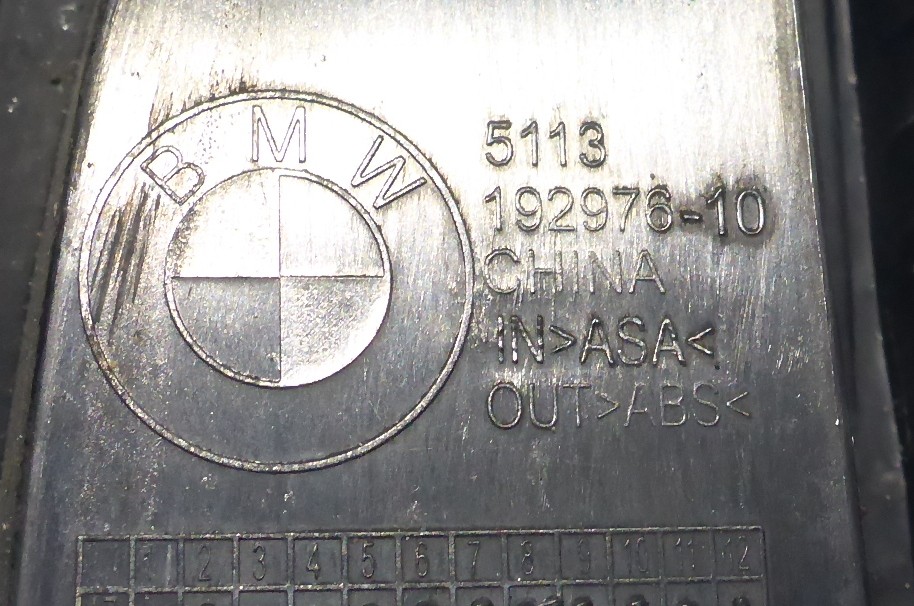 BMW
5113
192976-10
CHINA
IN>ASA<
OUT>ABS<
1 2 3 4 5 6 7 8 9 10 11 12